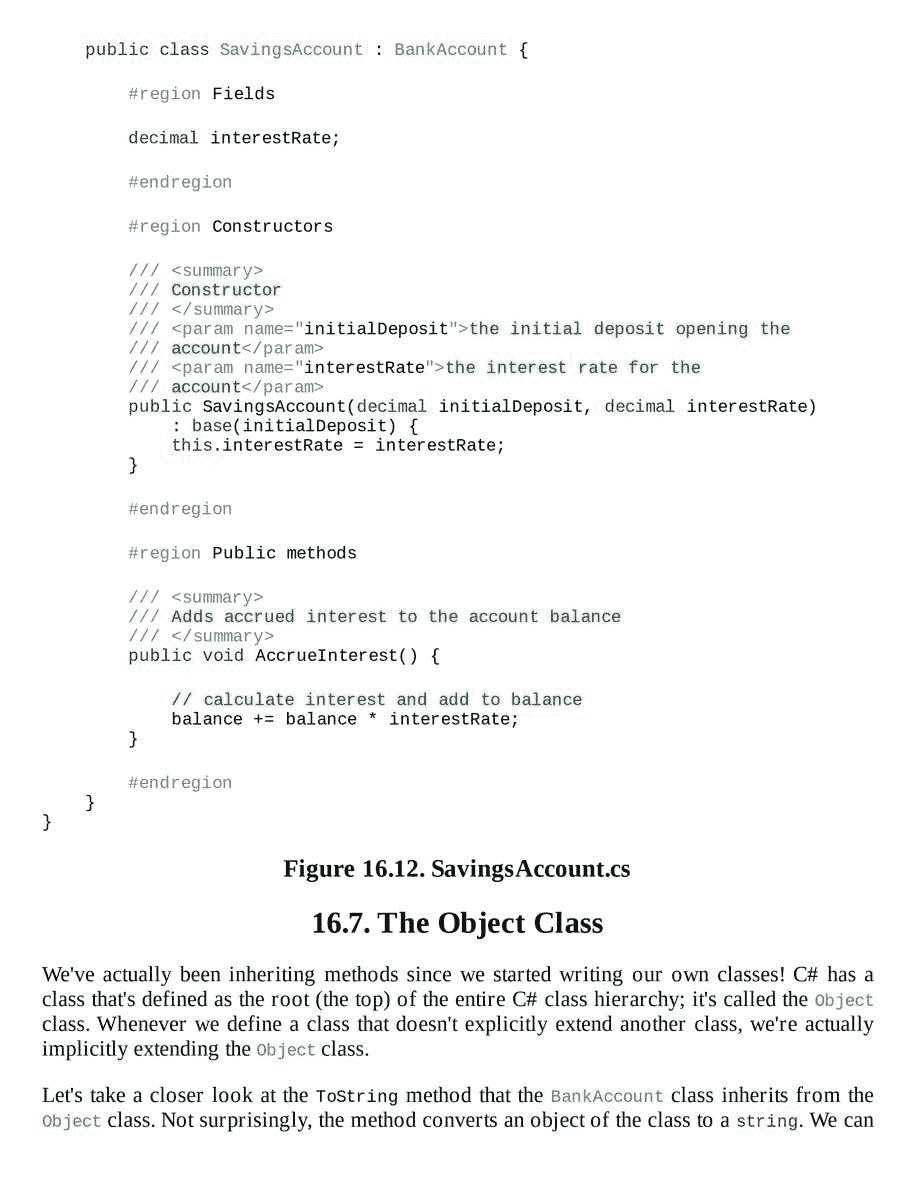 public class SavingsAccount : BankAccount {
#region Fields
decimal interestRate;
#endregion
#region Constructors
/// <summary>
/// Constructor
/// </summary>
/// <param name="initialDeposit">the initial deposit opening the
/// account</param>
/// <param name="interestRate">the interest rate for the
/// account</param>
public SavingsAccount(decimal initialDeposit, decimal interestRate)
: base(initialDeposit) {
this.interestRate = interestRate;
}
#endregion
#region Public methods
/// <summary>
/// Adds accrued interest to the account balance
/// </summary>
public void AccrueInterest() {
// calculate interest and add to balance
balance += balance * interestRate;
}
#endregion
}
}
Figure 16.12. SavingsAccount.cs
16.7. The Object Class
We've actually been inheriting methods since we started writing our own classes! C# has a
class that's defined as the root (the top) of the entire C# class hierarchy; it's called the Object
class. Whenever we define a class that doesn't explicitly extend another class, we're actually
implicitly extending the Object class.
Let's take a closer look at the ToString method that the BankAccount class inherits from the
Object class. Not surprisingly, the method converts an object of the class to a string. We can